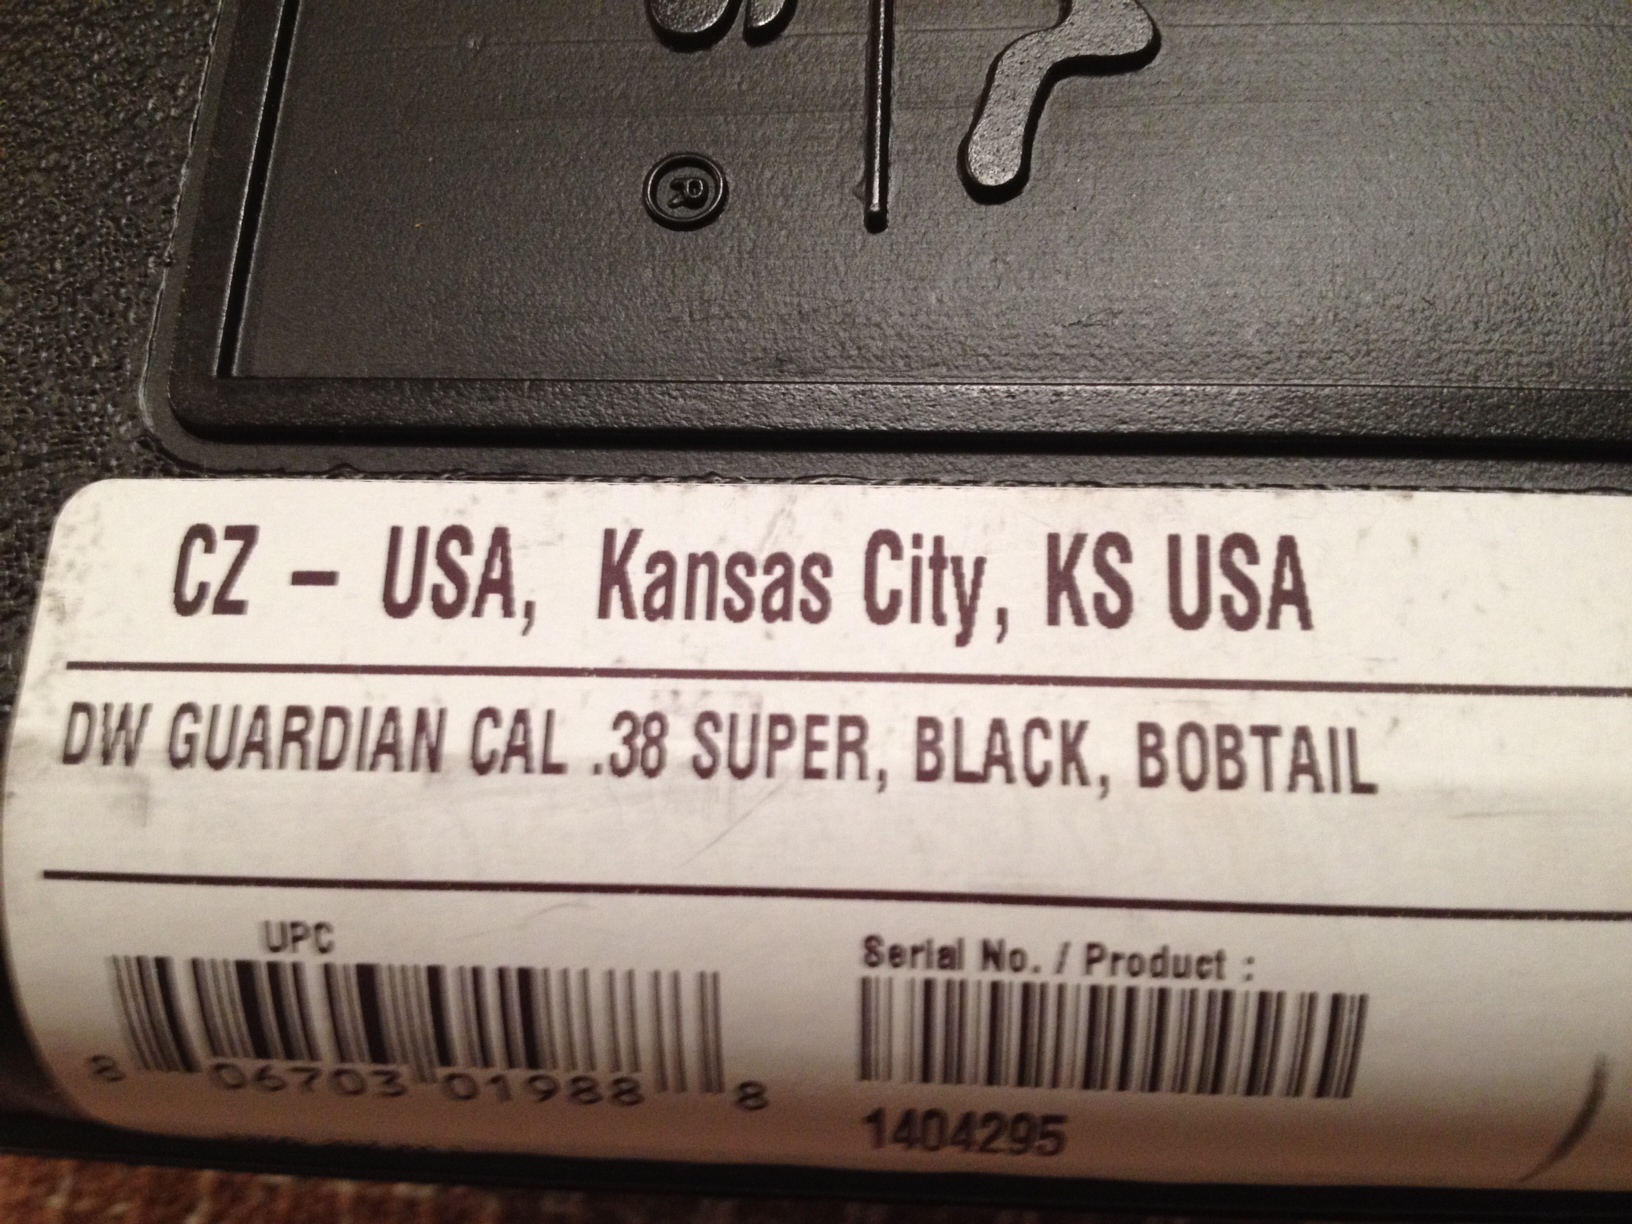 CZ – USA, Kansas City, KS USA
DW GUARDIAN CAL .38 SUPER, BLACK, BOBTAIL
UPC
8 06703 01988 8
Serial No. / Product :
1404295
®